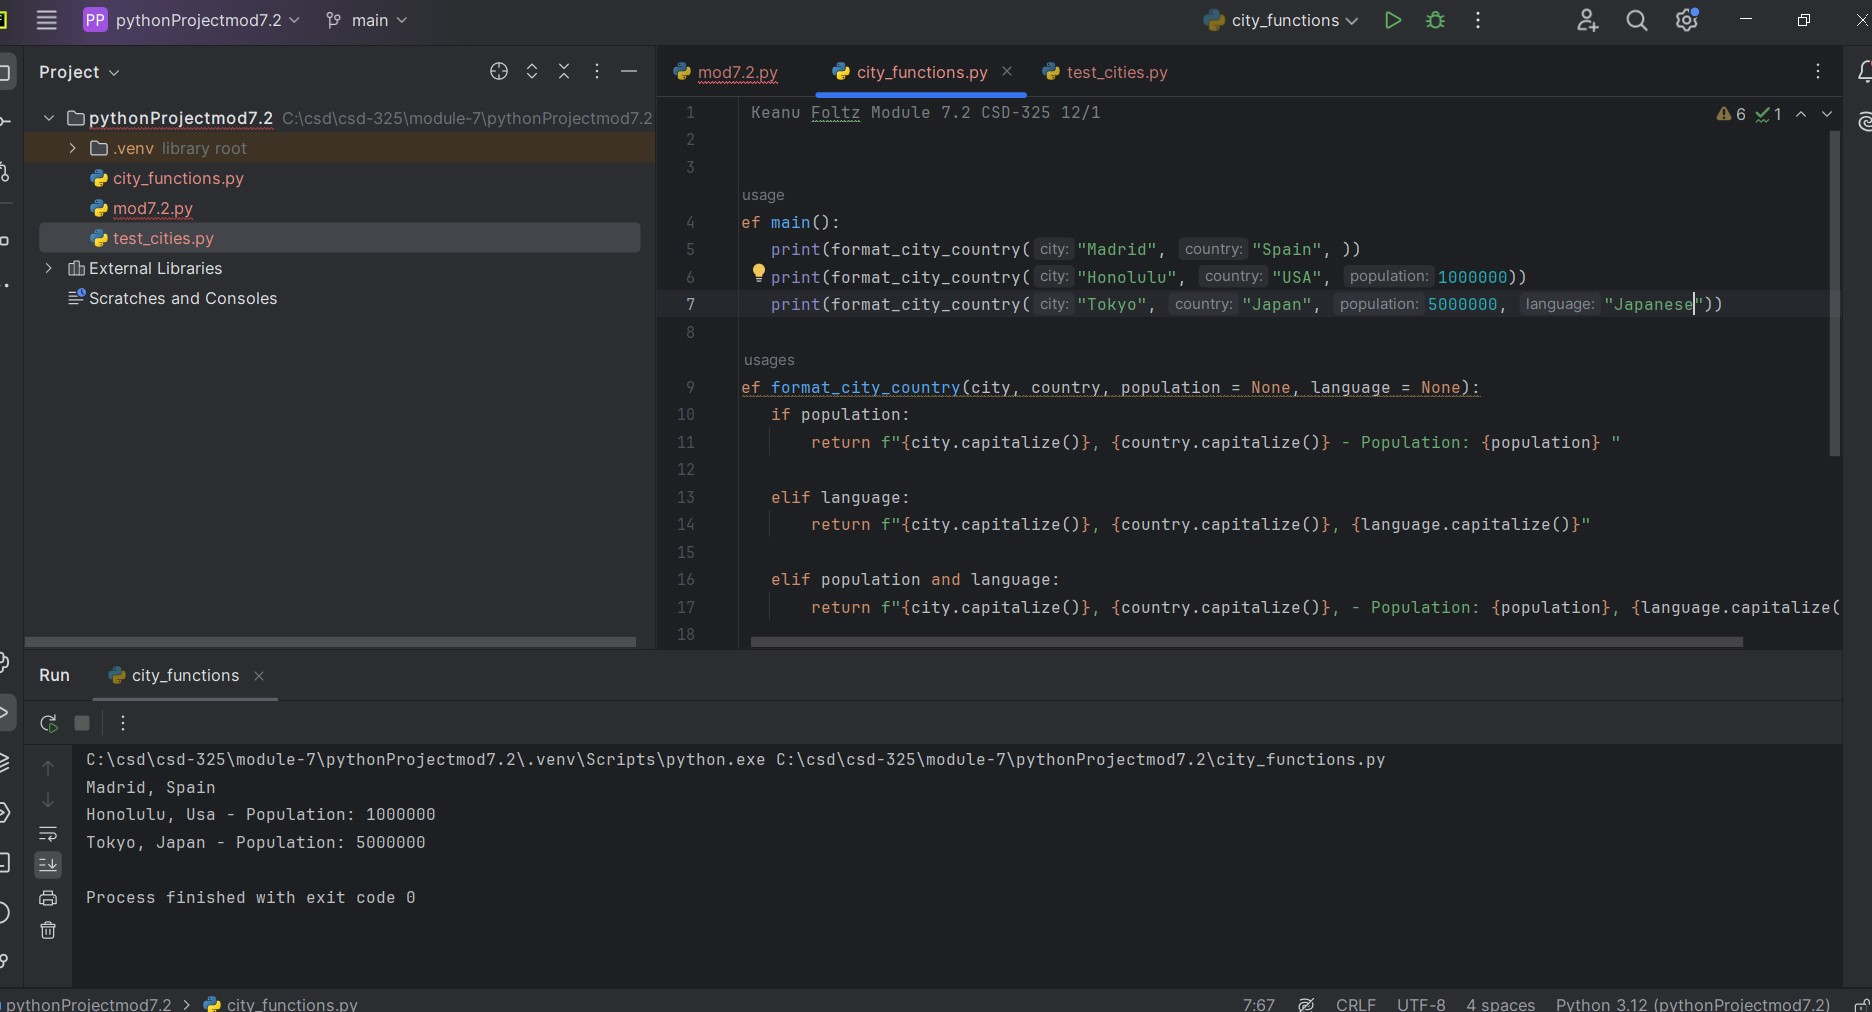 PP pythonProjectmod7.2 main city_functions
Project
mod7.2.py city_functions.py test_cities.py
pythonProjectmod7.2 C:\csd\csd-325\module-7\pythonProjectmod7.2
.venv library root
city_functions.py
mod7.2.py
test_cities.py
External Libraries
Scratches and Consoles
6 1
1 Keanu Foltz Module 7.2 CSD-325 12/1
2
3
usage
4 ef main():
5 print(format_city_country( city: "Madrid", country: "Spain", ))
6 print(format_city_country( city: "Honolulu", country: "USA", population: 1000000))
7 print(format_city_country( city: "Tokyo", country: "Japan", population: 5000000, language: "Japanese"))
8
usages
9 ef format_city_country(city, country, population = None, language = None):
10 if population:
11 return f"{city.capitalize()}, {country.capitalize()} - Population: {population} "
12
13 elif language:
14 return f"{city.capitalize()}, {country.capitalize()}, {language.capitalize()}"
15
16 elif population and language:
17 return f"{city.capitalize()}, {country.capitalize()}, - Population: {population}, {language.capitalize(
18
Run city_functions
C:\csd\csd-325\module-7\pythonProjectmod7.2\.venv\Scripts\python.exe C:\csd\csd-325\module-7\pythonProjectmod7.2\city_functions.py
Madrid, Spain
Honolulu, Usa - Population: 1000000
Tokyo, Japan - Population: 5000000
Process finished with exit code 0
pythonProjectmod7.2 city_functions.py 7:67 CRLF UTF-8 4 spaces Python 3.12 (pythonProjectmod7.2)